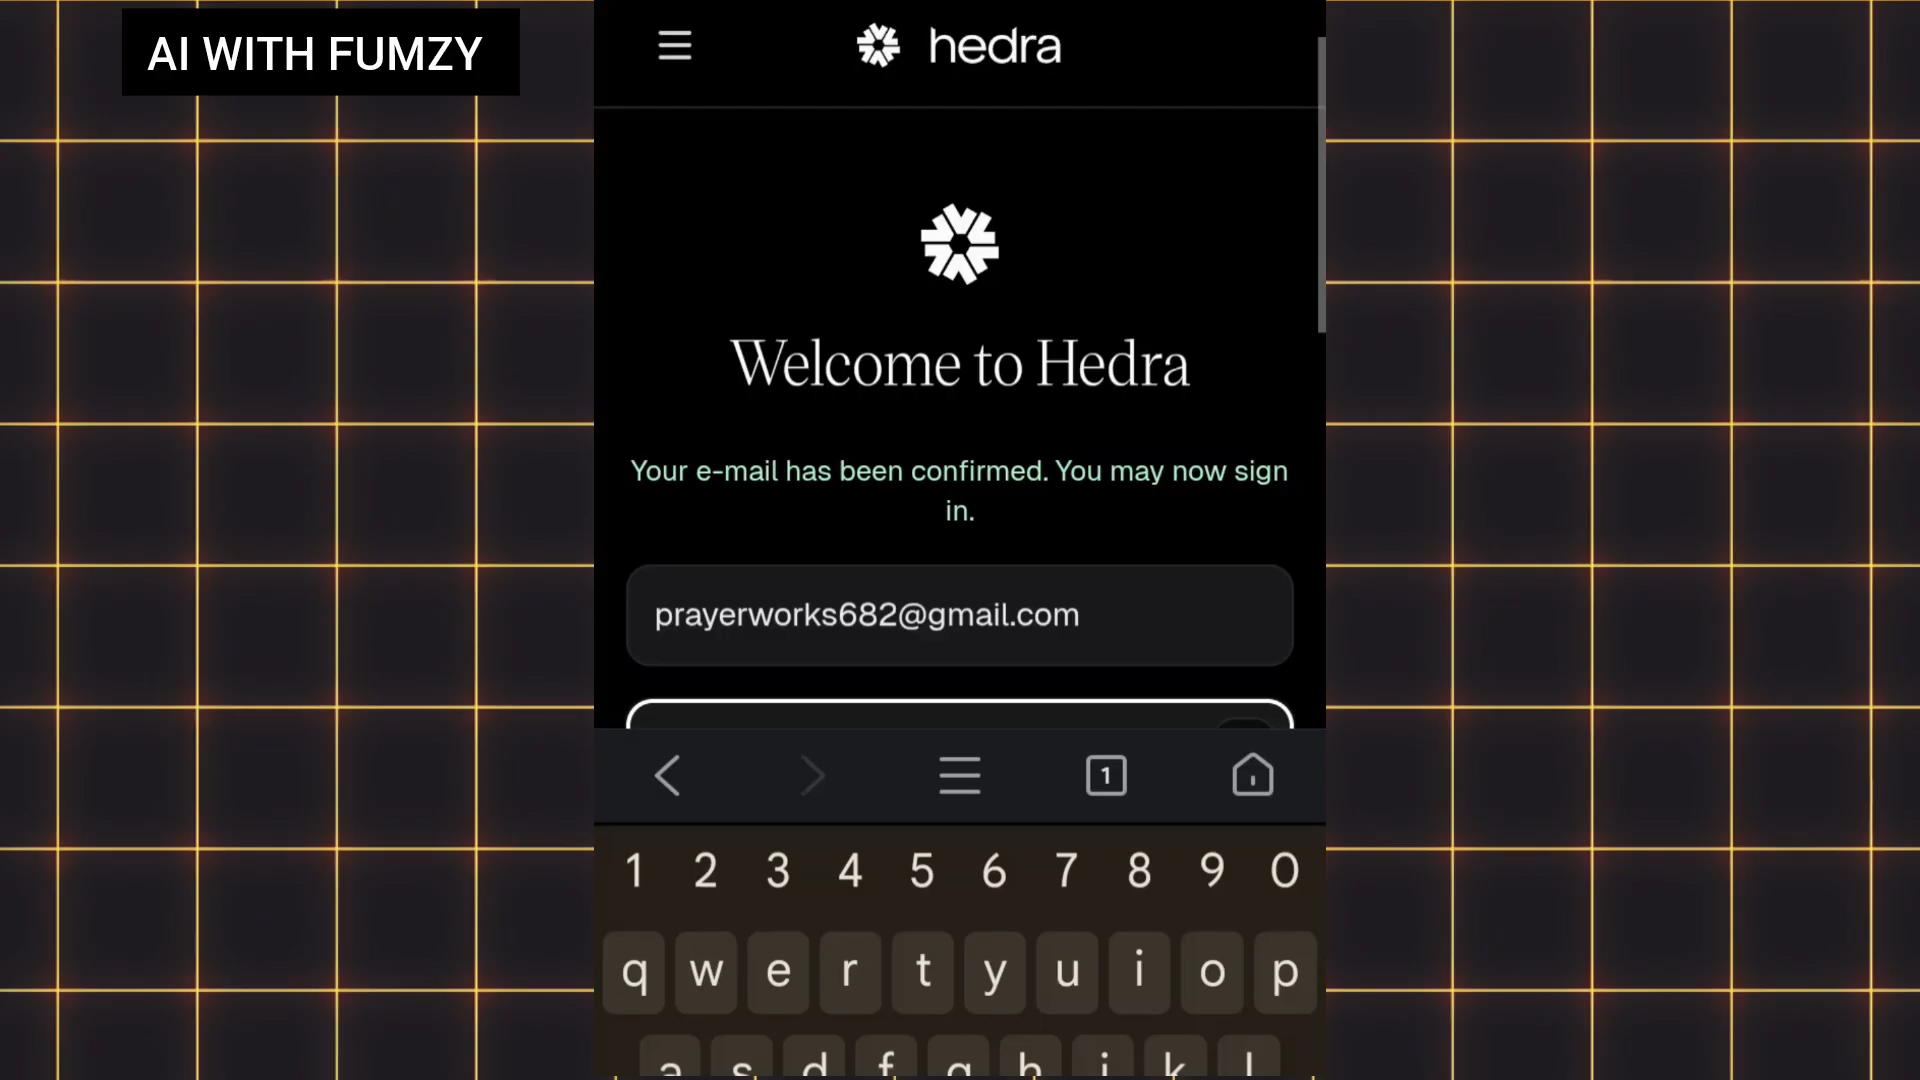 AI WITH FUMZY
hedra
Welcome to Hedra
Your e-mail has been confirmed. You may now sign
in.
prayerworks682@gmail.com
1
1 2 3 4 5 6 7 8 9 0
q w e r t y u i o p
a s d f g h j k l